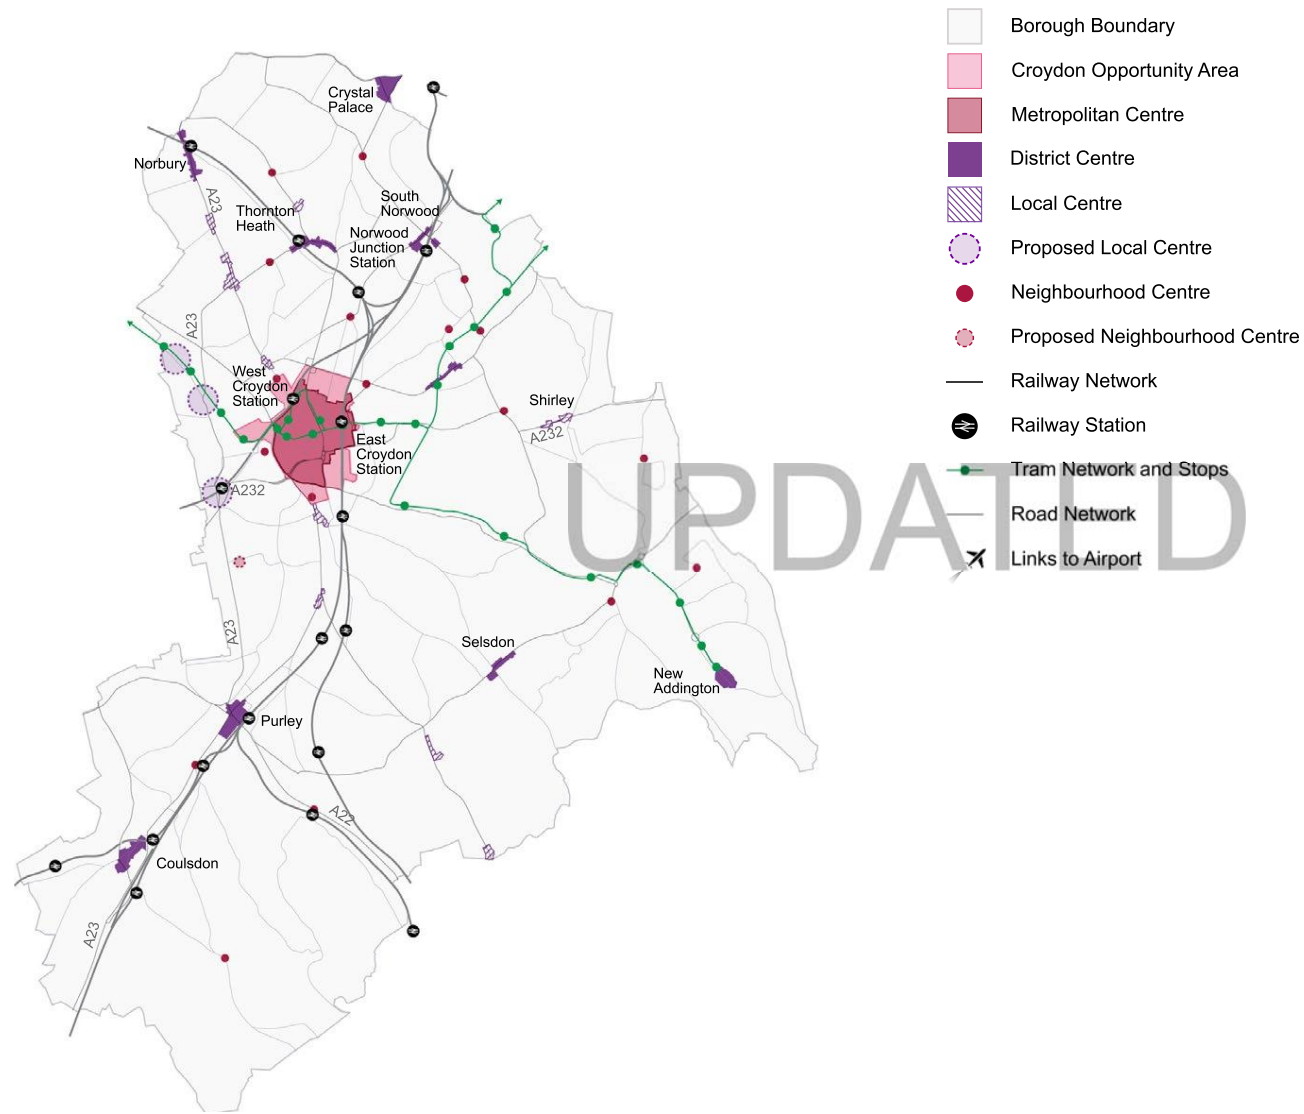 Crystal
Palace
Norbury
A23
Thornton
Heath
South
Norwood
Norwood
Junction
Station
A23
West
Croydon
Station
East
Croydon
Station
Shirley
A232
A232
A23
Selsdon
New
Addington
Purley
A22
Coulsdon
A23
Borough Boundary
Croydon Opportunity Area
Metropolitan Centre
District Centre
Local Centre
Proposed Local Centre
Neighbourhood Centre
Proposed Neighbourhood Centre
Railway Network
Railway Station
Tram Network and Stops
Road Network
Links to Airport
UPDATED